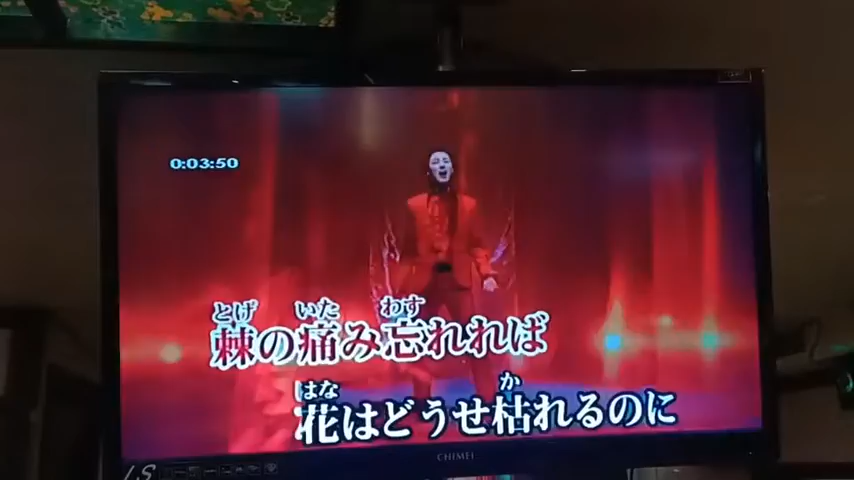 0:03:50
とげ いた わす
棘の痛み忘れれば
はな か
花はどうせ枯れるのに
CHIMEI